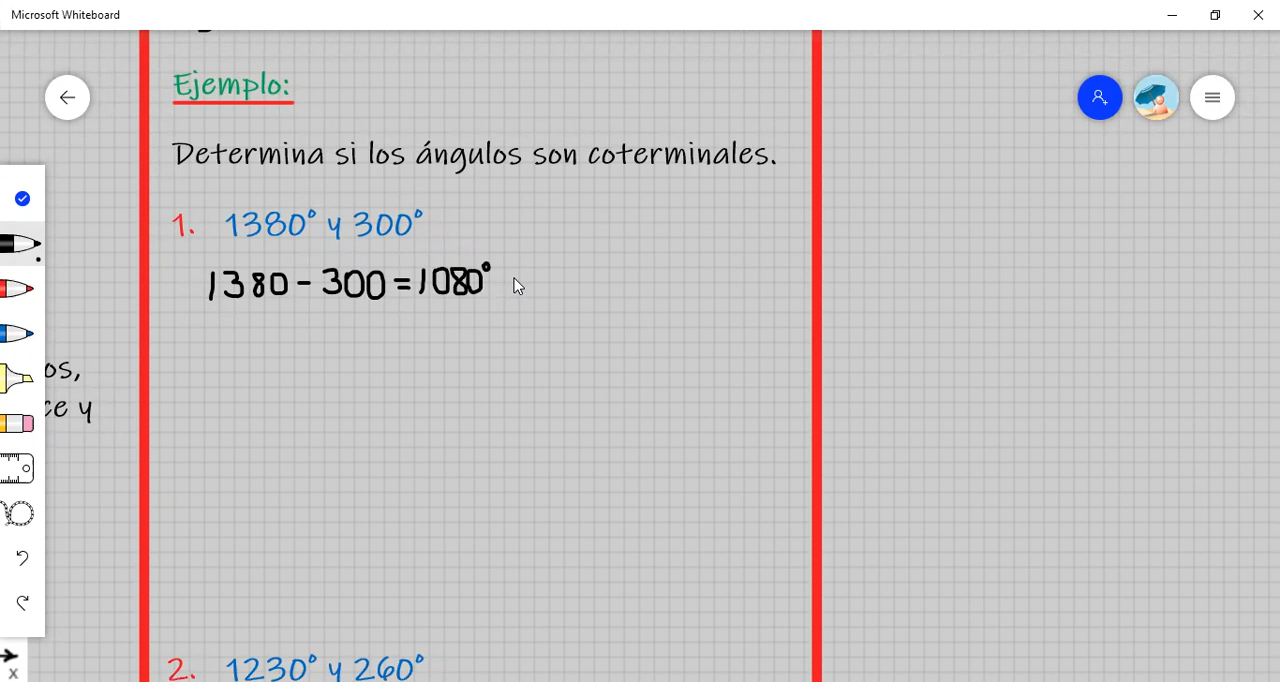 Microsoft Whiteboard
Ejemplo:
Determina si los ángulos son coterminales.
1. 1380° y 300°
1380 - 300 = 1080°
os,
ce y
2. 1230° y 260°
x